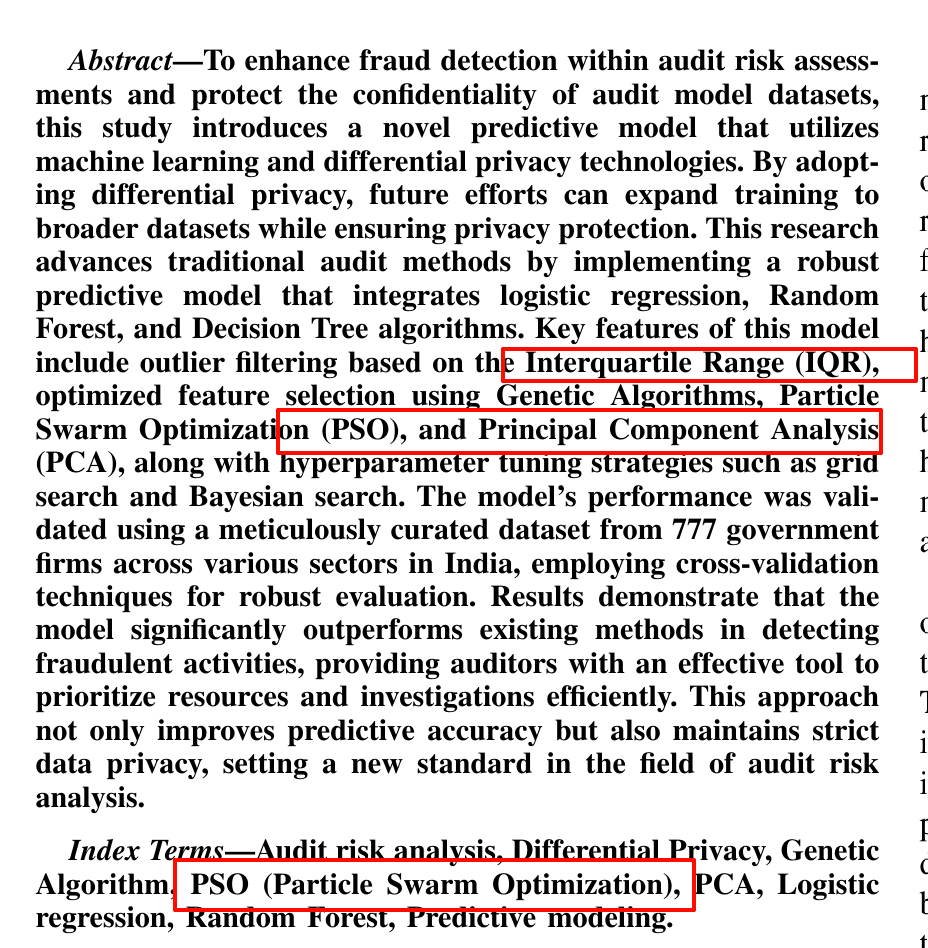 Abstract—To enhance fraud detection within audit risk assess-
ments and protect the confidentiality of audit model datasets,
this study introduces a novel predictive model that utilizes
machine learning and differential privacy technologies. By adopt-
ing differential privacy, future efforts can expand training to
broader datasets while ensuring privacy protection. This research
advances traditional audit methods by implementing a robust
predictive model that integrates logistic regression, Random
Forest, and Decision Tree algorithms. Key features of this model
include outlier filtering based on the Interquartile Range (IQR),
optimized feature selection using Genetic Algorithms, Particle
Swarm Optimization (PSO), and Principal Component Analysis
(PCA), along with hyperparameter tuning strategies such as grid
search and Bayesian search. The model's performance was vali-
dated using a meticulously curated dataset from 777 government
firms across various sectors in India, employing cross-validation
techniques for robust evaluation. Results demonstrate that the
model significantly outperforms existing methods in detecting
fraudulent activities, providing auditors with an effective tool to
prioritize resources and investigations efficiently. This approach
not only improves predictive accuracy but also maintains strict
data privacy, setting a new standard in the field of audit risk
analysis.
Index Terms—Audit risk analysis, Differential Privacy, Genetic
Algorithm, PSO (Particle Swarm Optimization), PCA, Logistic
regression, Random Forest, Predictive modeling.